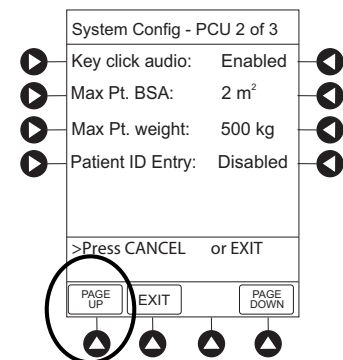 System Config - PCU 2 of 3
Key click audio: Enabled
Max Pt. BSA: 2 m²
Max Pt. weight: 500 kg
Patient ID Entry: Disabled
>Press CANCEL or EXIT
PAGE UP EXIT PAGE DOWN